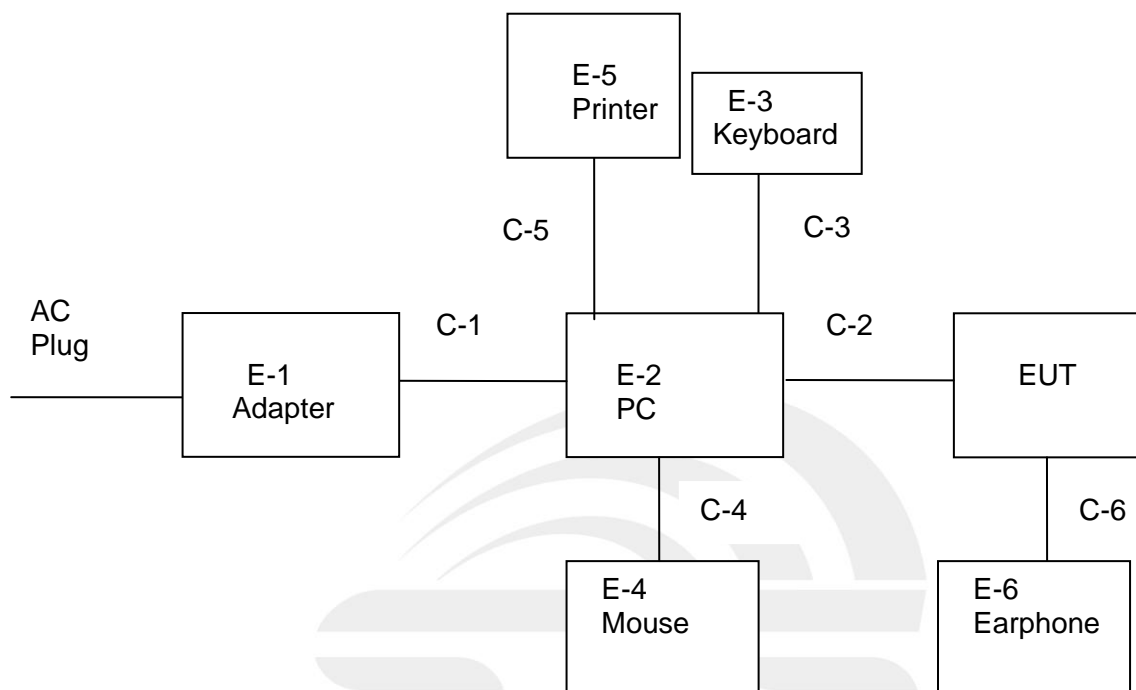 E-5
Printer
E-3
Keyboard
C-5
C-3
AC
Plug
C-1
C-2
E-1
Adapter
E-2
PC
EUT
C-4
C-6
E-4
Mouse
E-6
Earphone